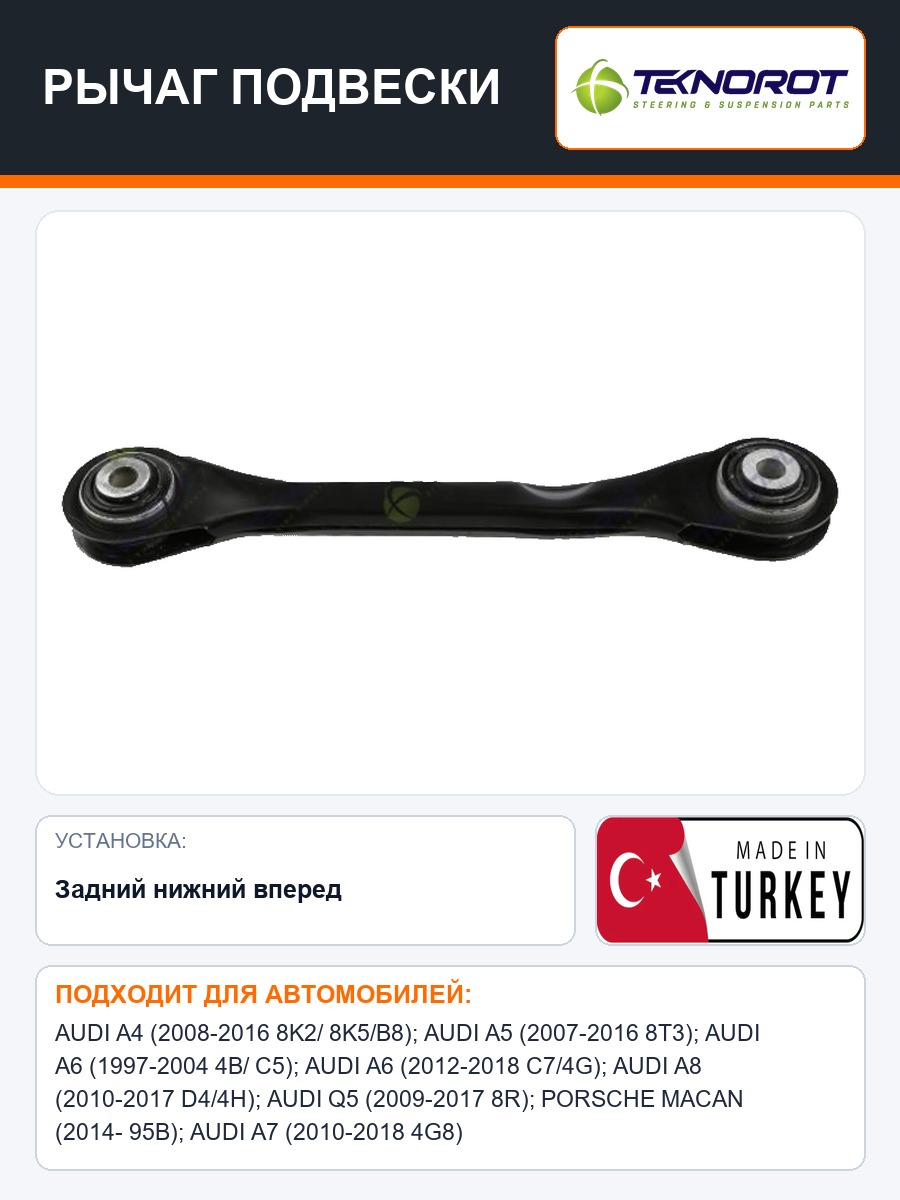 РЫЧАГ ПОДВЕСКИ
TEKNOROT
STEERING & SUSPENSION PARTS
УСТАНОВКА:
Задний нижний вперед
MADE IN
TURKEY
ПОДХОДИТ ДЛЯ АВТОМОБИЛЕЙ:
AUDI A4 (2008-2016 8K2/ 8K5/B8); AUDI A5 (2007-2016 8T3); AUDI
A6 (1997-2004 4B/ C5); AUDI A6 (2012-2018 C7/4G); AUDI A8
(2010-2017 D4/4H); AUDI Q5 (2009-2017 8R); PORSCHE MACAN
(2014- 95B); AUDI A7 (2010-2018 4G8)